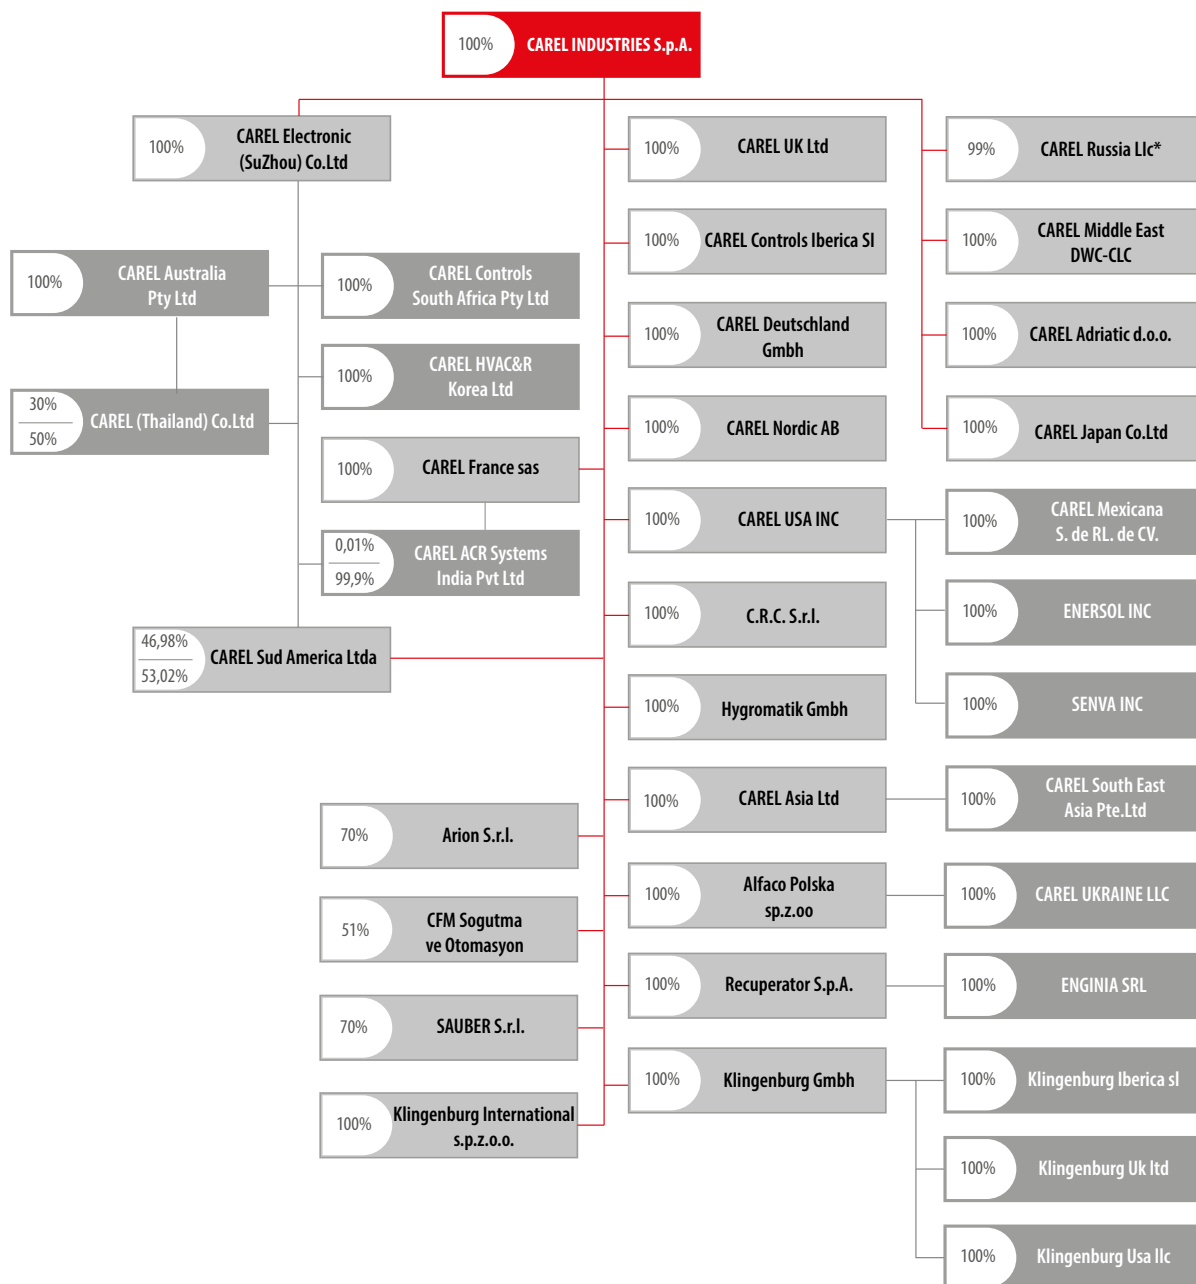 100%
CAREL INDUSTRIES S.p.A.
100%
CAREL Electronic
(SuZhou) Co.Ltd
100%
CAREL UK Ltd
99%
CAREL Russia Llc*
100%
CAREL Controls Iberica Sl
100%
CAREL Middle East
DWC-CLC
100%
CAREL Australia
Pty Ltd
100%
CAREL Controls
South Africa Pty Ltd
100%
CAREL Deutschland
Gmbh
100%
CAREL Adriatic d.o.o.
100%
CAREL HVAC&R
Korea Ltd
30%
50%
CAREL (Thailand) Co.Ltd
100%
CAREL Nordic AB
100%
CAREL Japan Co.Ltd
100%
CAREL France sas
100%
CAREL USA INC
100%
CAREL Mexicana
S. de RL. de CV.
0,01%
99,9%
CAREL ACR Systems
India Pvt Ltd
100%
C.R.C. S.r.l.
100%
ENERSOL INC
46,98%
53,02%
CAREL Sud America Ltda
100%
Hygromatik Gmbh
100%
SENVA INC
100%
CAREL Asia Ltd
100%
CAREL South East
Asia Pte.Ltd
70%
Arion S.r.l.
100%
Alfaco Polska
sp.z.oo
100%
CAREL UKRAINE LLC
51%
CFM Sogutma
ve Otomasyon
100%
Recuperator S.p.A.
100%
ENGINIA SRL
70%
SAUBER S.r.l.
100%
Klingenburg Gmbh
100%
Klingenburg Iberica sl
100%
Klingenburg International
s.p.z.o.o.
100%
Klingenburg Uk ltd
100%
Klingenburg Usa llc